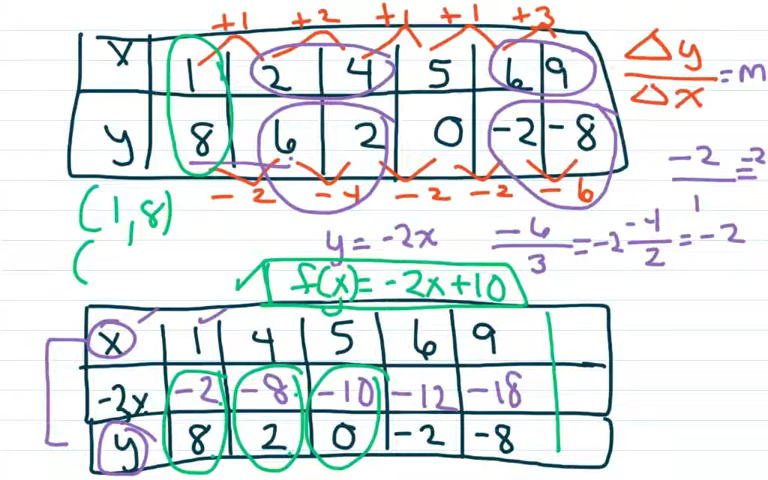 +1 +2 +1 +1 +3
x 1 2 4 5 6 9
y 8 6 2 0 -2 -8
Δy/Δx = m
-2 -4 -2 -2 -6
-2/1 = -2
(1,8)
(
y = -2x
-6/3 = -2
-4/2 = -2
✓ f(x) = -2x+10
x 1 4 5 6 9
-2x -2 -8 -10 -12 -18
y 8 2 0 -2 -8